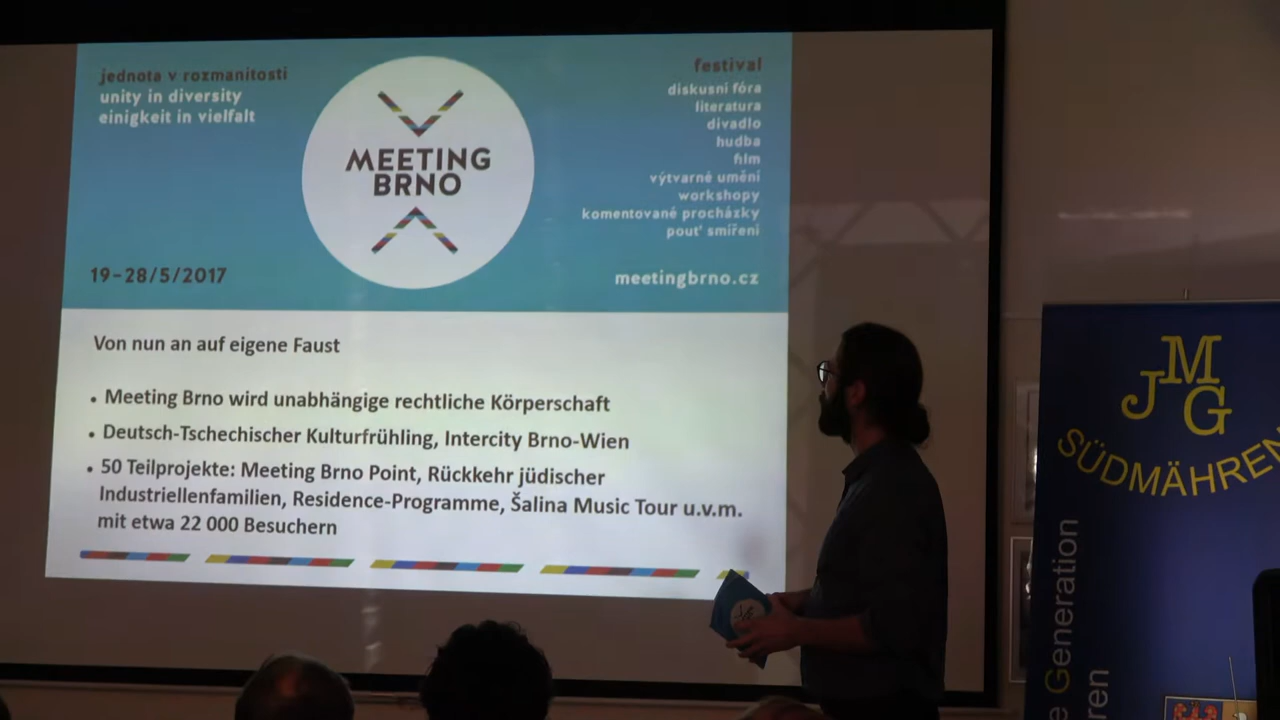 jednota v rozmanitosti
unity in diversity
einigkeit in vielfalt
MEETING
BRNO
festival
diskusní fóra
literatura
divadlo
hudba
film
výtvarné umění
workshopy
komentované procházky
pouť smíření
19–28/5/2017
meetingbrno.cz
Von nun an auf eigene Faust
• Meeting Brno wird unabhängige rechtliche Körperschaft
• Deutsch-Tschechischer Kulturfrühling, Intercity Brno-Wien
• 50 Teilprojekte: Meeting Brno Point, Rückkehr jüdischer
Industriellenfamilien, Residence-Programme, Šalina Music Tour u.v.m.
mit etwa 22 000 Besuchern
JMG
SÜDMÄHREN
e Generation
ren